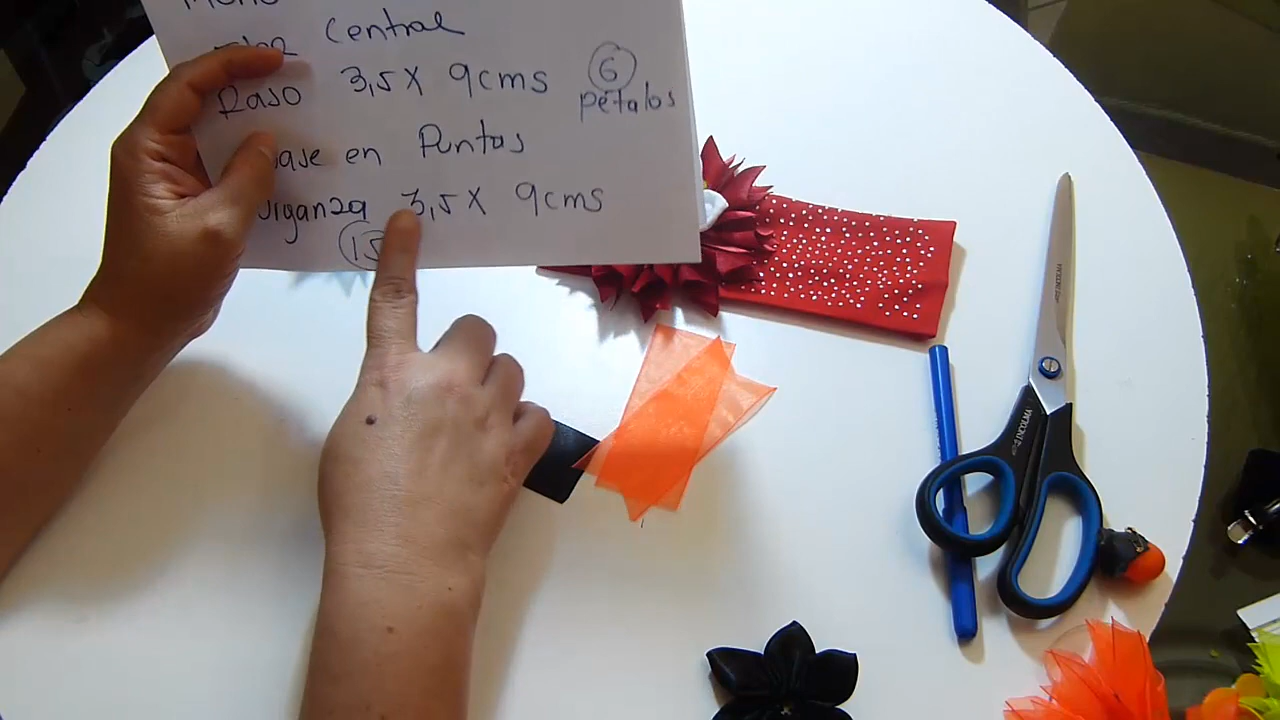 Central
Raso 3,5 X 9cms 6
pétalos
en Puntas
3,5 X 9cms
15
INCOLMA